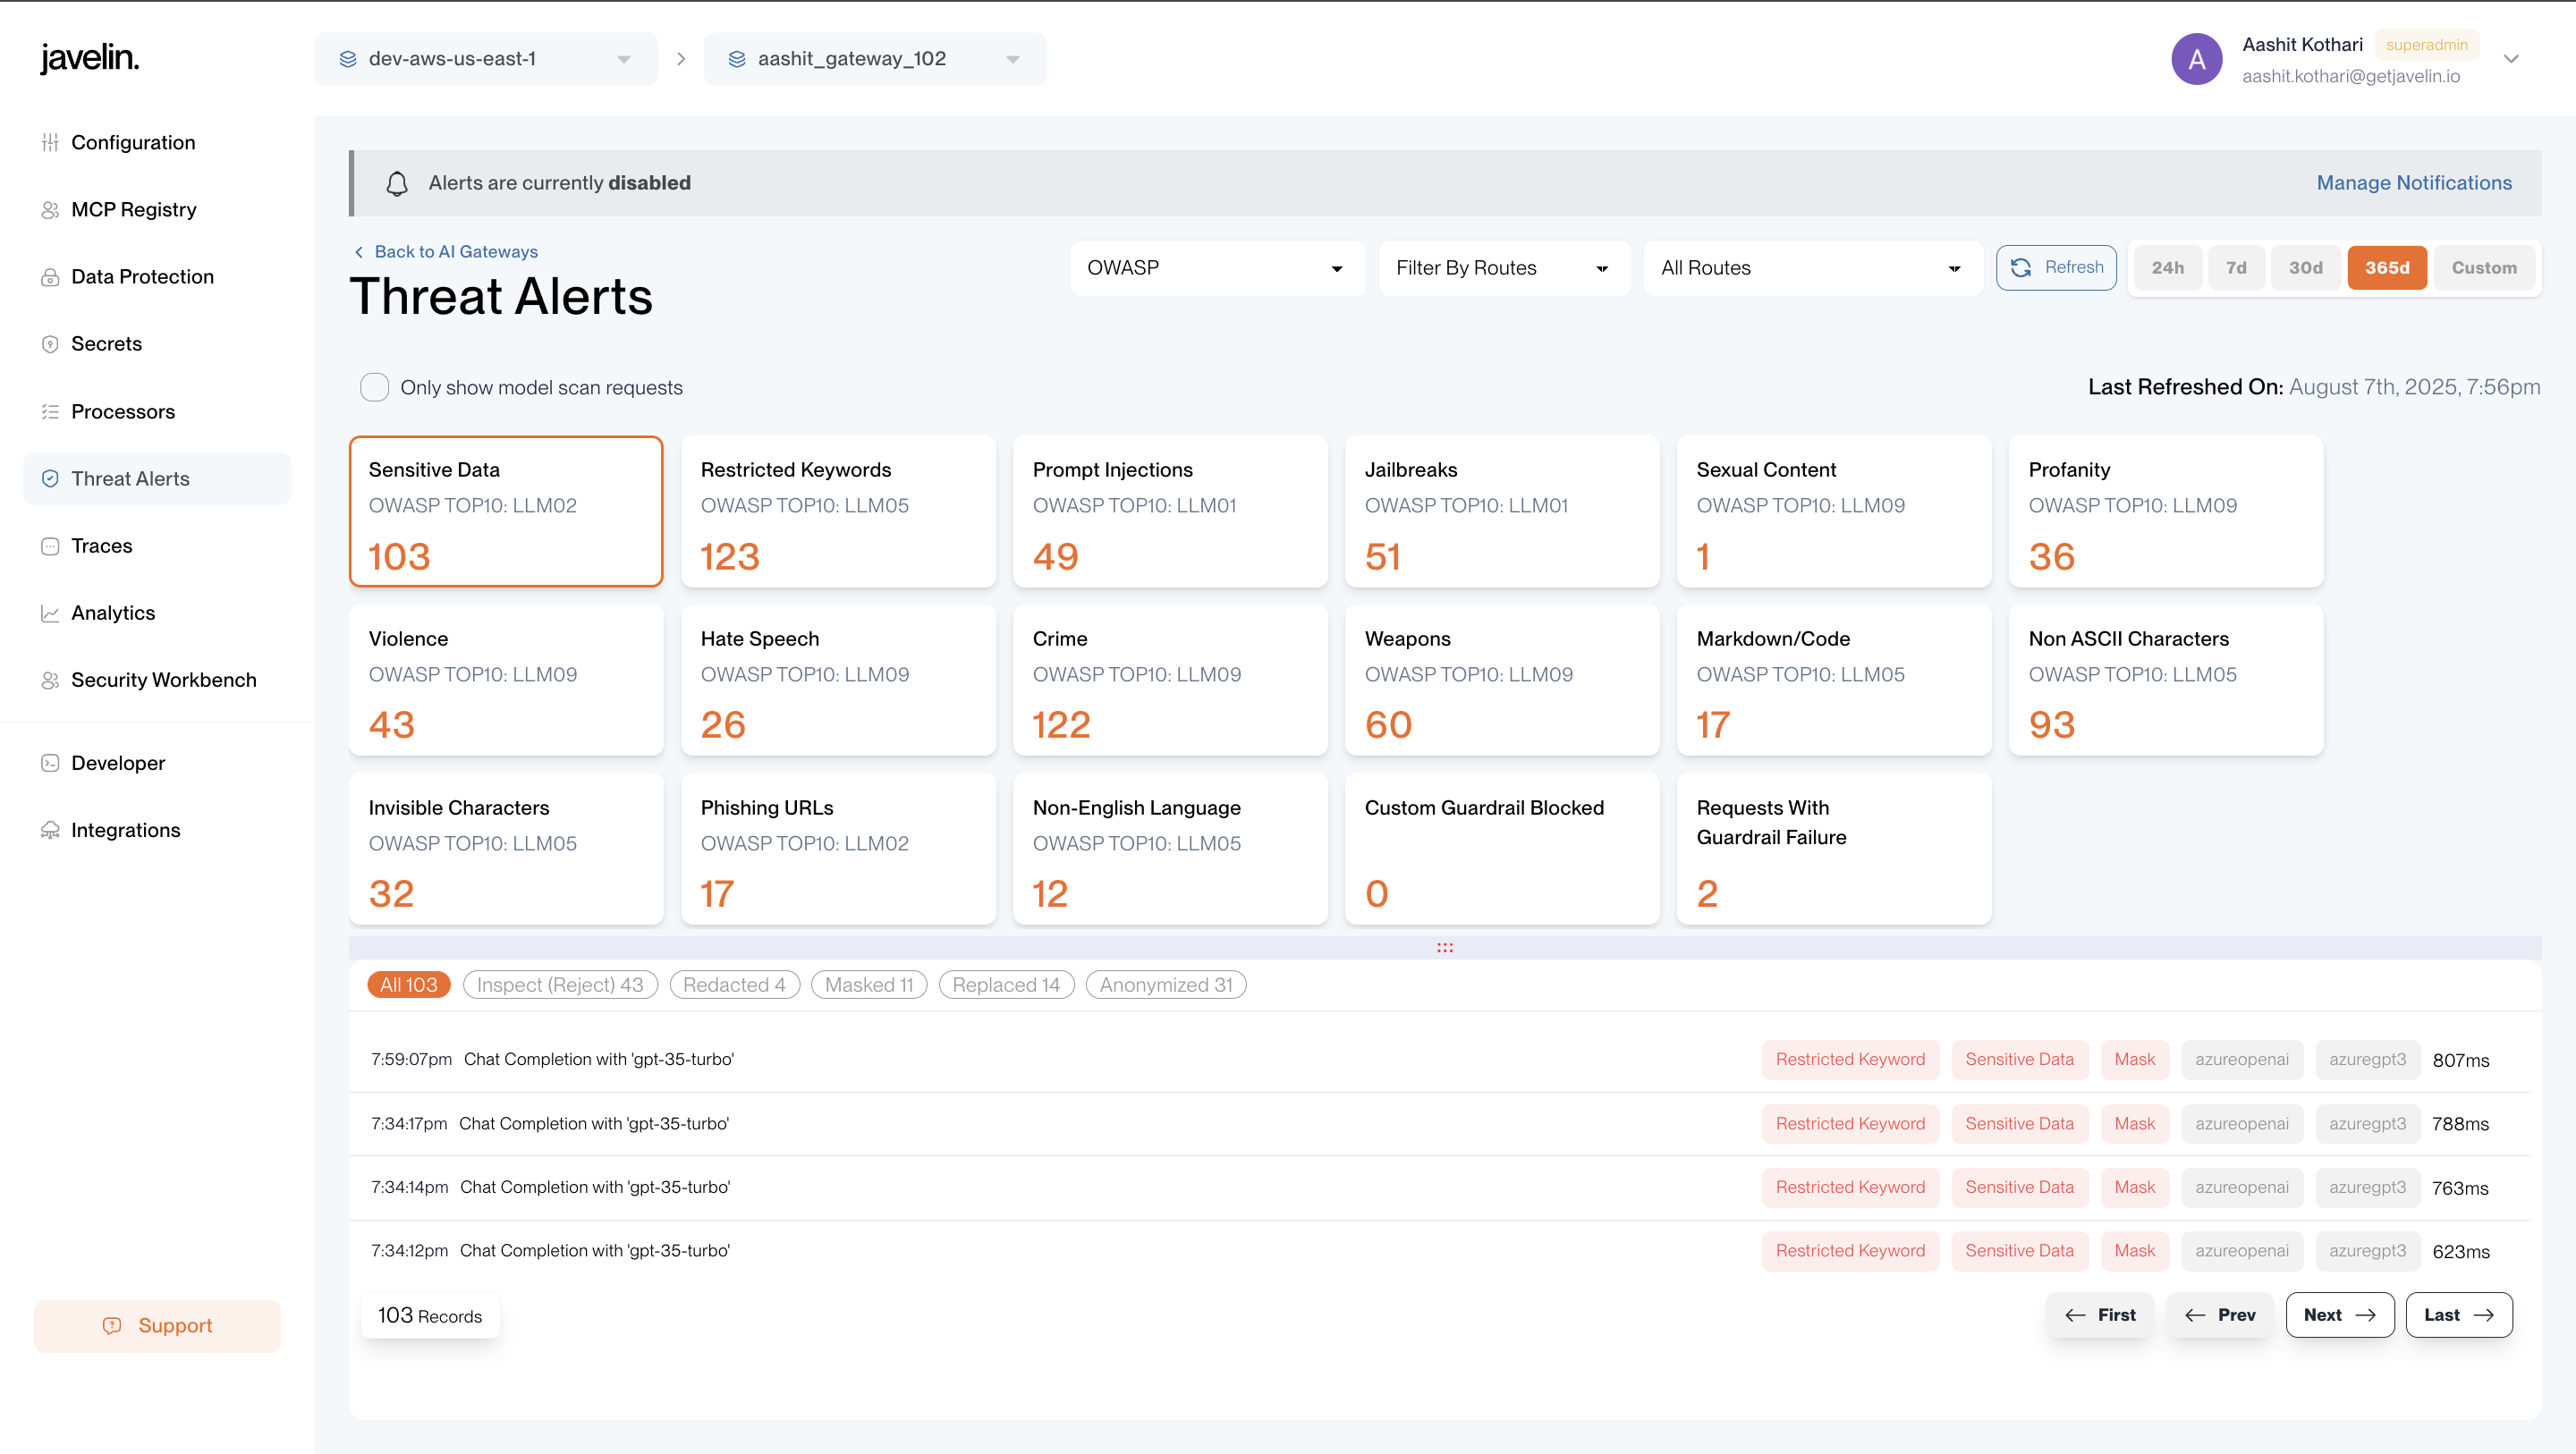 javelin.
dev-aws-us-east-1
aashit_gateway_102
A
Aashit Kothari
superadmin
aashit.kothari@getjavelin.io
Configuration
MCP Registry
Data Protection
Secrets
Processors
Threat Alerts
Traces
Analytics
Security Workbench
Developer
Integrations
Support
Alerts are currently disabled
Manage Notifications
Back to AI Gateways
Threat Alerts
OWASP
Filter By Routes
All Routes
Refresh
24h
7d
30d
365d
Custom
Only show model scan requests
Last Refreshed On: August 7th, 2025, 7:56pm
Sensitive Data
OWASP TOP10: LLM02
103
Restricted Keywords
OWASP TOP10: LLM05
123
Prompt Injections
OWASP TOP10: LLM01
49
Jailbreaks
OWASP TOP10: LLM01
51
Sexual Content
OWASP TOP10: LLM09
1
Profanity
OWASP TOP10: LLM09
36
Violence
OWASP TOP10: LLM09
43
Hate Speech
OWASP TOP10: LLM09
26
Crime
OWASP TOP10: LLM09
122
Weapons
OWASP TOP10: LLM09
60
Markdown/Code
OWASP TOP10: LLM05
17
Non ASCII Characters
OWASP TOP10: LLM05
93
Invisible Characters
OWASP TOP10: LLM05
32
Phishing URLs
OWASP TOP10: LLM02
17
Non-English Language
OWASP TOP10: LLM05
12
Custom Guardrail Blocked
0
Requests With
Guardrail Failure
2
All 103
Inspect (Reject) 43
Redacted 4
Masked 11
Replaced 14
Anonymized 31
7:59:07pm Chat Completion with 'gpt-35-turbo' Restricted Keyword Sensitive Data Mask azureopenai azuregpt3 807ms
7:34:17pm Chat Completion with 'gpt-35-turbo' Restricted Keyword Sensitive Data Mask azureopenai azuregpt3 788ms
7:34:14pm Chat Completion with 'gpt-35-turbo' Restricted Keyword Sensitive Data Mask azureopenai azuregpt3 763ms
7:34:12pm Chat Completion with 'gpt-35-turbo' Restricted Keyword Sensitive Data Mask azureopenai azuregpt3 623ms
103 Records
First
Prev
Next
Last